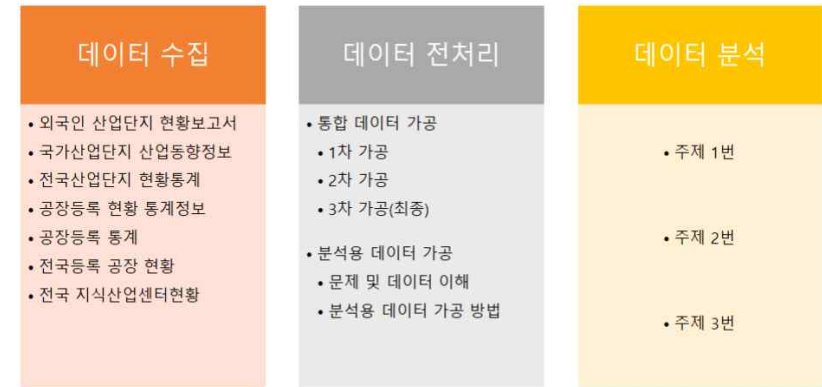 데이터 수집
• 외국인 산업단지 현황보고서
• 국가산업단지 산업동향정보
• 전국산업단지 현황통계
• 공장등록 현황 통계정보
• 공장등록 통계
• 전국등록 공장 현황
• 전국 지식산업센터현황
데이터 전처리
• 통합 데이터 가공
• 1차 가공
• 2차 가공
• 3차 가공(최종)
• 분석용 데이터 가공
• 문제 및 데이터 이해
• 분석용 데이터 가공 방법
데이터 분석
• 주제 1번
• 주제 2번
• 주제 3번